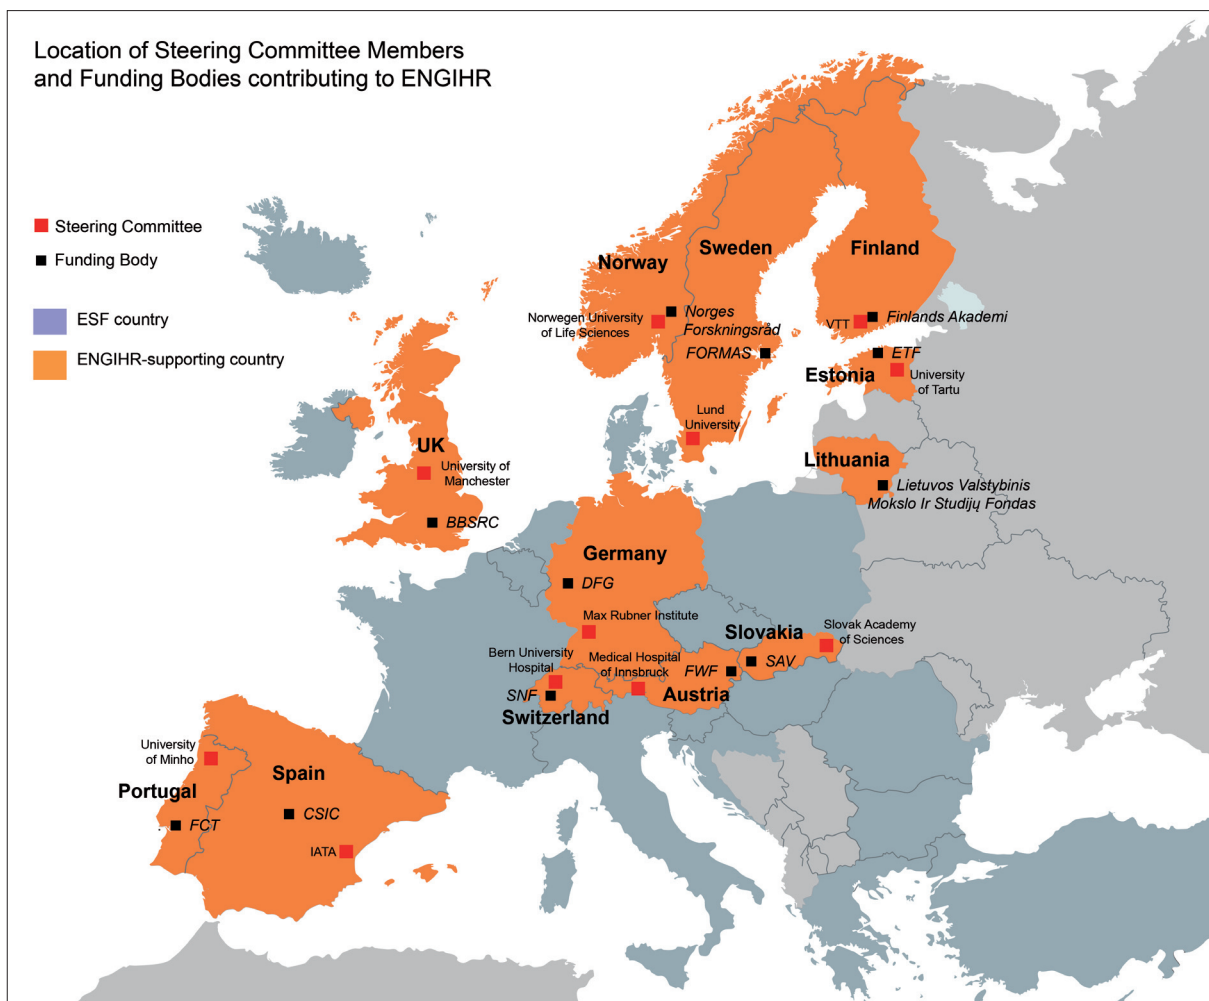 Location of Steering Committee Members
and Funding Bodies contributing to ENGIHR
Steering Committee
Funding Body
ESF country
ENGIHR-supporting country
Norway
Sweden
Finland
Norwegen University
of Life Sciences
Norges
Forskningsråd
FORMAS
VTT
Finlands Akademi
ETF
Estonia
University
of Tartu
Lund
University
UK
University of
Manchester
BBSRC
Lithuania
Lietuvos Valstybinis
Mokslo Ir Studijų Fondas
Germany
DFG
Max Rubner Institute
Slovakia
Slovak Academy
of Sciences
SAV
Bern University
Hospital
SNF
Switzerland
Medical Hospital
of Innsbruck
FWF
Austria
University
of Minho
Portugal
FCT
Spain
CSIC
IATA